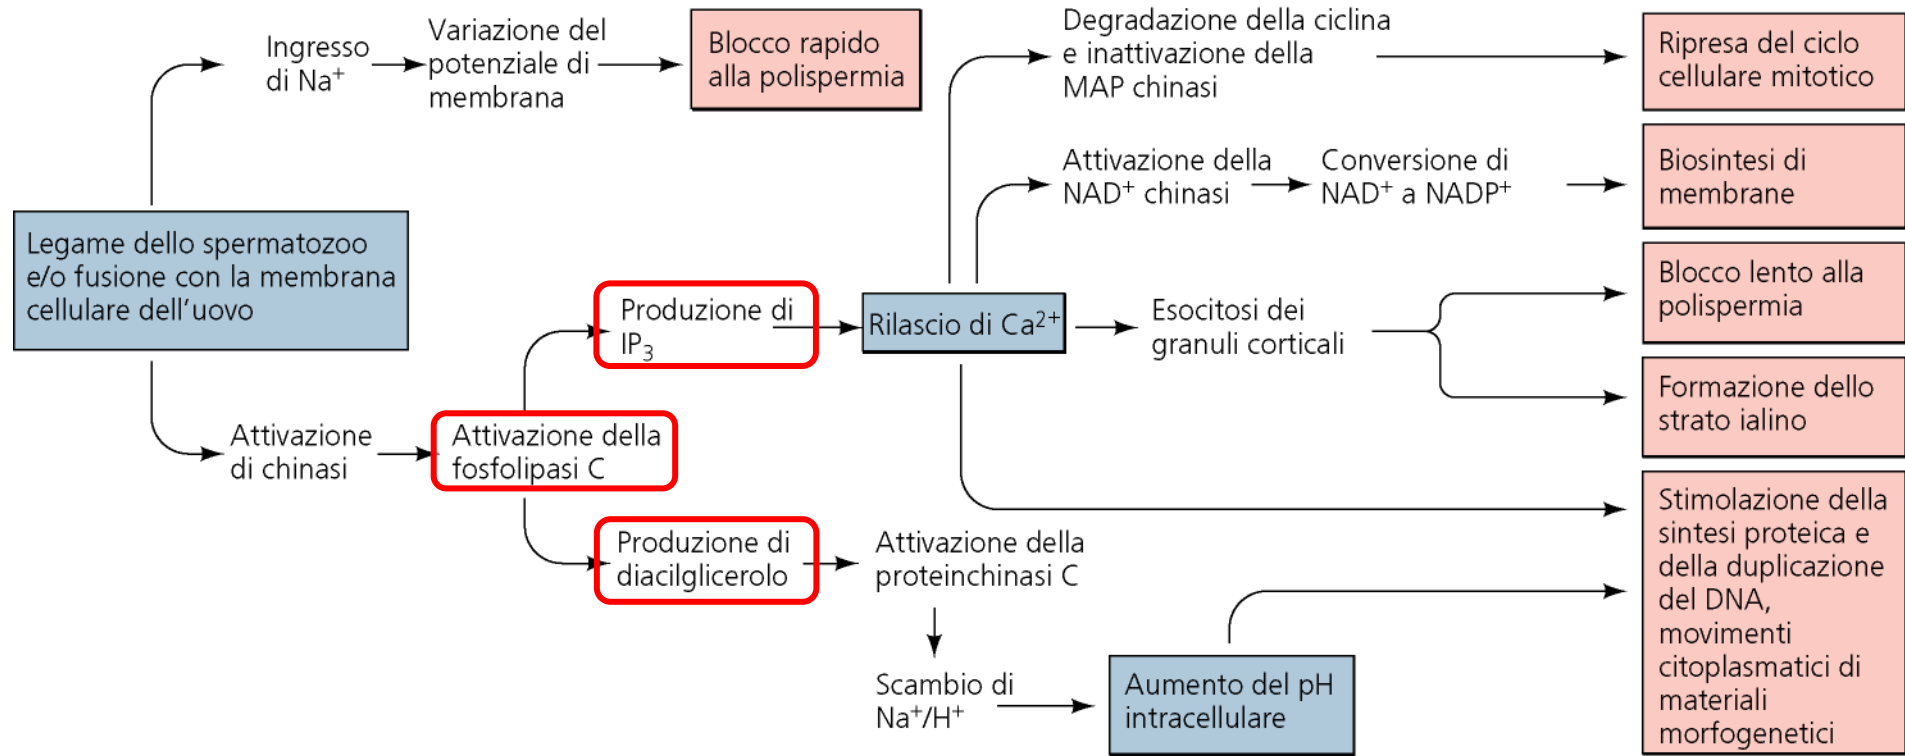 Ingresso
di Na⁺
Variazione del
potenziale di
membrana
Blocco rapido
alla polispermia
Degradazione della ciclina
e inattivazione della
MAP chinasi
Ripresa del ciclo
cellulare mitotico
Attivazione della
NAD⁺ chinasi
Conversione di
NAD⁺ a NADP⁺
Biosintesi di
membrane
Legame dello spermatozoo
e/o fusione con la membrana
cellulare dell'uovo
Produzione di
IP₃
Rilascio di Ca²⁺
Esocitosi dei
granuli corticali
Blocco lento alla
polispermia
Formazione dello
strato ialino
Attivazione
di chinasi
Attivazione della
fosfolipasi C
Produzione di
diacilglicerolo
Attivazione della
proteinchinasi C
Scambio di
Na⁺/H⁺
Aumento del pH
intracellulare
Stimolazione della
sintesi proteica e
della duplicazione
del DNA,
movimenti
citoplasmatici di
materiali
morfogenetici